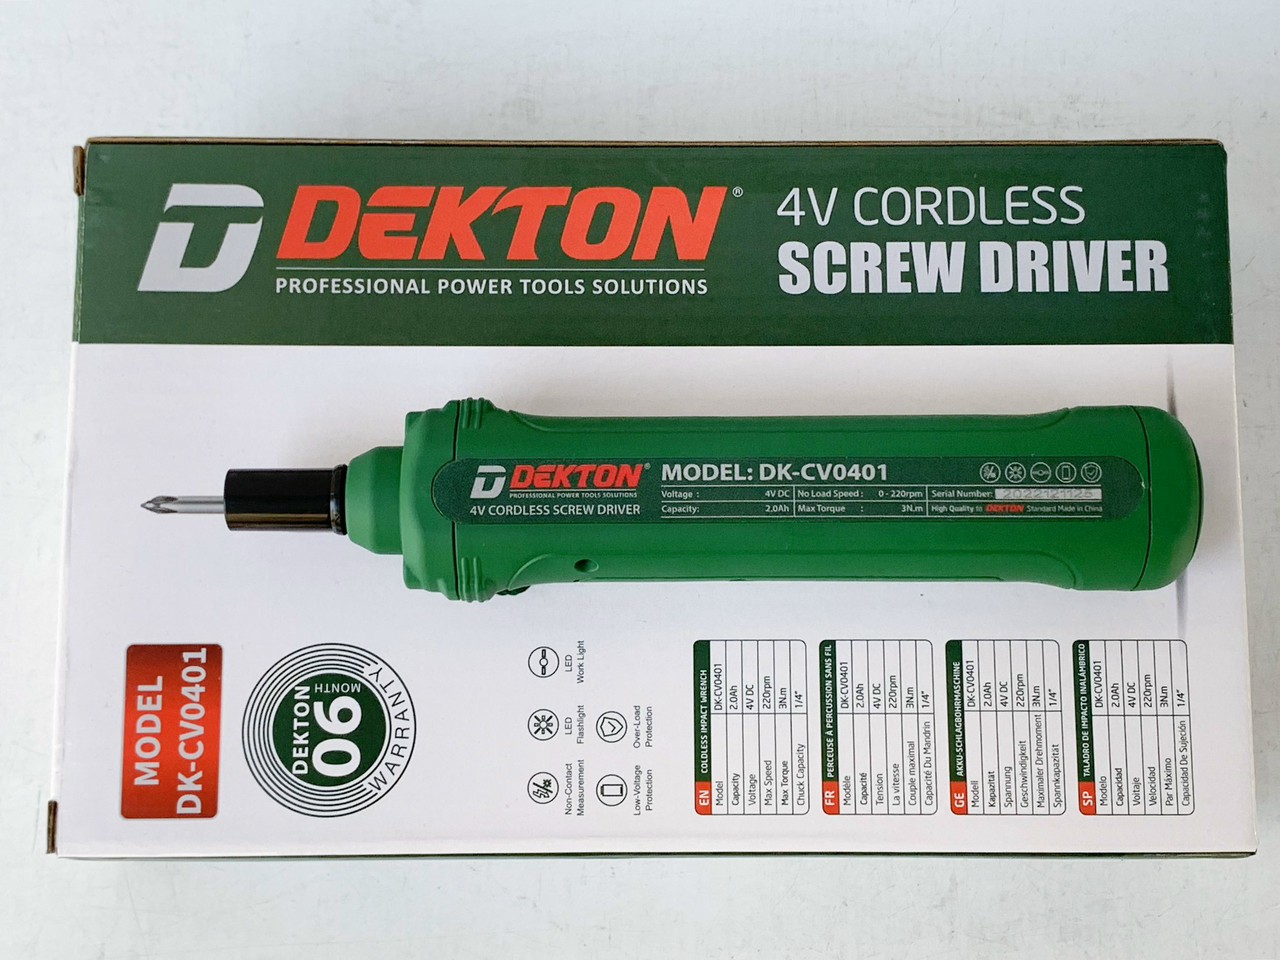 DEKTON®
PROFESSIONAL POWER TOOLS SOLUTIONS
4V CORDLESS
SCREW DRIVER
DEKTON®
PROFESSIONAL POWER TOOLS SOLUTIONS
4V CORDLESS SCREW DRIVER
MODEL: DK-CV0401
Voltage : 4V DC No Load Speed : 0 - 220rpm Serial Number: 2022121125
Capacity: 2.0Ah Max Torque : 3N.m High Quality to DEKTON Standard Made in China
MODEL
DK-CV0401
DEKTON
06
MONTH
WARRANTY
LED
Work Light
LED
Flashlight
Over-Load
Protection
Non-Contact
Measurement
Low-Voltage
Protection
EN COLDLESS IMPACT WRENCH
Model DK-CV0401
Capacity 2.0Ah
Voltage 4V DC
Max Speed 220rpm
Max Torque 3N.m
Chuck Capacity 1/4"
FR PERCEUSE À PERCUSSION SANS FIL
Modèle DK-CV0401
Capacité 2.0Ah
Tension 4V DC
La vitesse 220rpm
Couple maximal 3N.m
Capacité Du Mandrin 1/4"
GE AKKU-SCHLAGBOHRMASCHINE
Modell DK-CV0401
Kapazität 2.0Ah
Spannung 4V DC
Geschwindigkeit 220rpm
Maximaler Drehmoment 3N.m
Spannkapazität 1/4"
SP TALADRO DE IMPACTO INALÁMBRICO
Modelo DK-CV0401
Capacidad 2.0Ah
Voltaje 4V DC
Velocidad 220rpm
Par Máximo 3N.m
Capacidad De Sujeción 1/4"